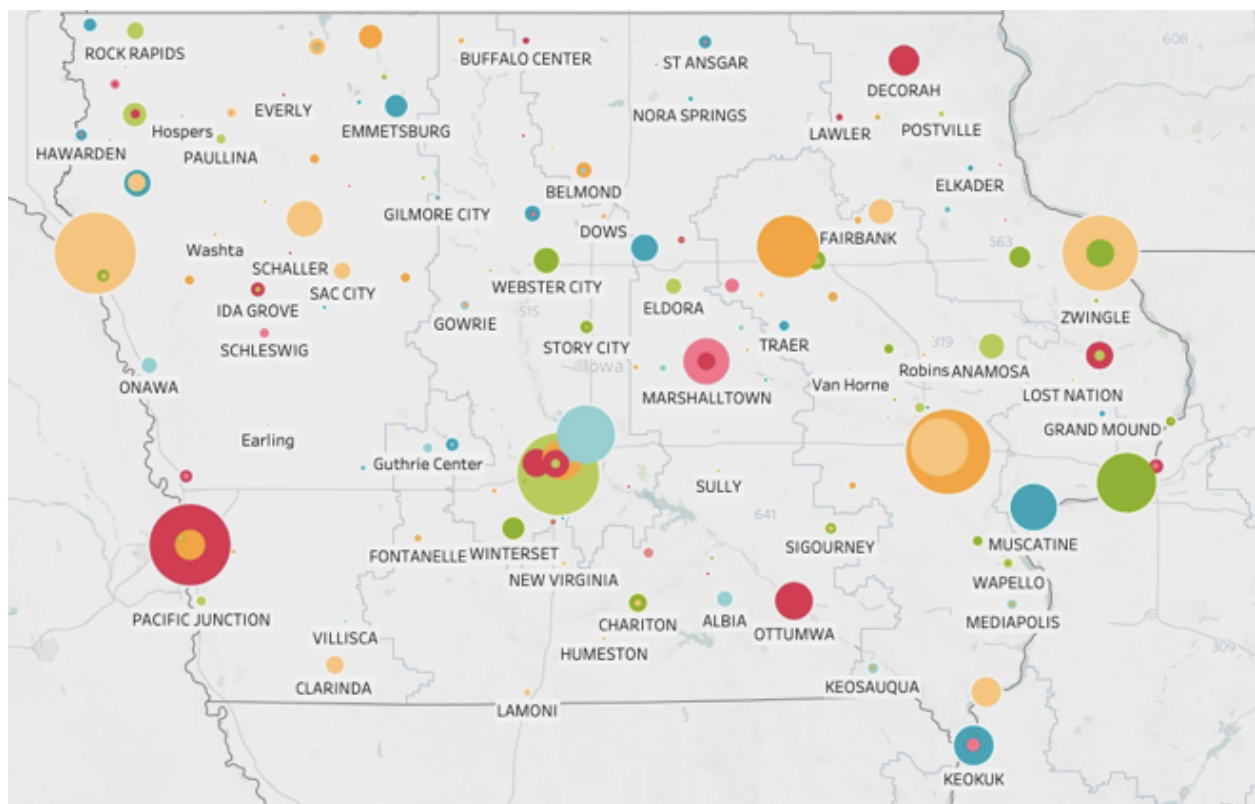 608
ROCK RAPIDS
BUFFALO CENTER
ST ANSGAR
DECORAH
EVERLY
NORA SPRINGS
EMMETSBURG
Hospers
LAWLER
POSTVILLE
HAWARDEN
PAULLINA
ELKADER
BELMOND
GILMORE CITY
DOWS
FAIRBANK
Washta
563
SCHALLER
WEBSTER CITY
SAC CITY
IDA GROVE
ELDORA
515
GOWRIE
ZWINGLE
STORY CITY
TRAER
319
SCHLESWIG
Iowa
Robins
ANAMOSA
ONAWA
Van Horne
MARSHALLTOWN
LOST NATION
GRAND MOUND
Earling
Guthrie Center
SULLY
641
MUSCATINE
SIGOURNEY
FONTANELLE
WINTERSET
NEW VIRGINIA
WAPELLO
PACIFIC JUNCTION
CHARITON
ALBIA
MEDIAPOLIS
OTTUMWA
VILLISCA
HUMESTON
309
CLARINDA
KEOSAUQUA
LAMONI
KEOKUK